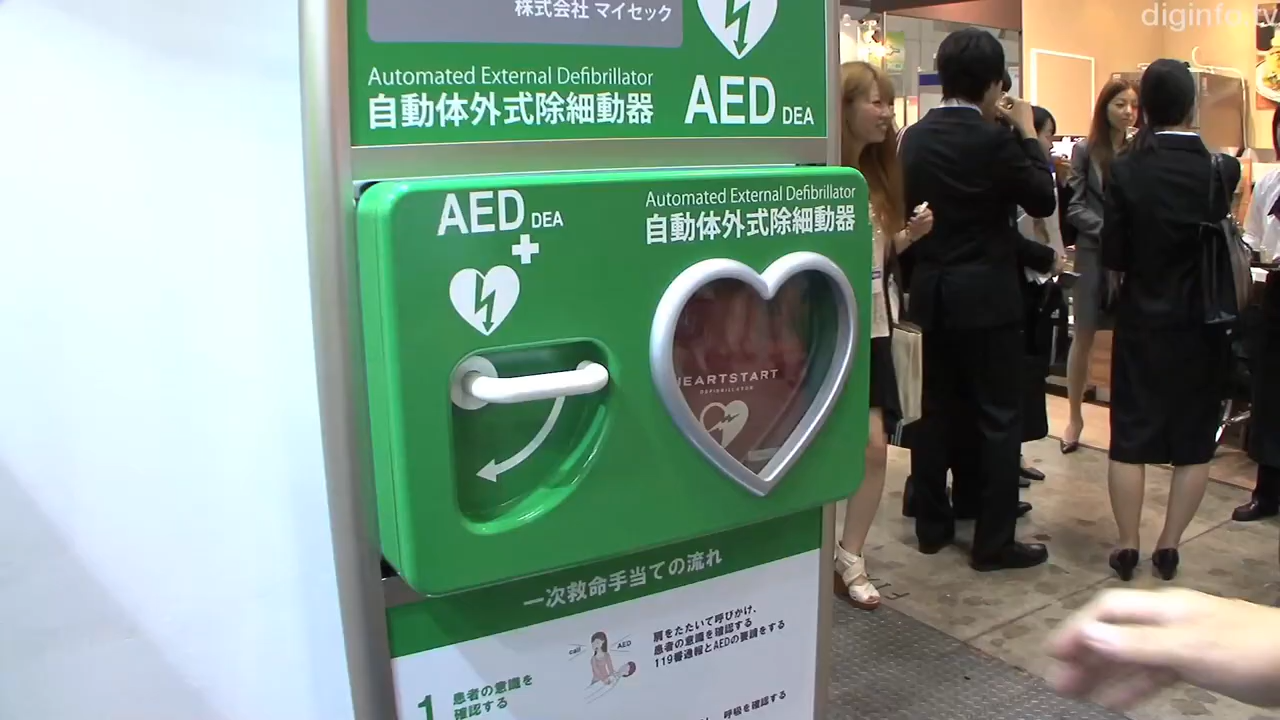 diginfo.tv
株式会社 マイセック
Automated External Defibrillator
自動体外式除細動器
AED DEA
AED DEA
Automated External Defibrillator
自動体外式除細動器
HEARTSTART
DEFIBRILLATOR
一次救命手当ての流れ
1 患者の意識を
確認する
call
AED
肩をたたいて呼びかけ、
患者の意識を確認する
119番通報とAEDの要請をする
呼吸を確認する